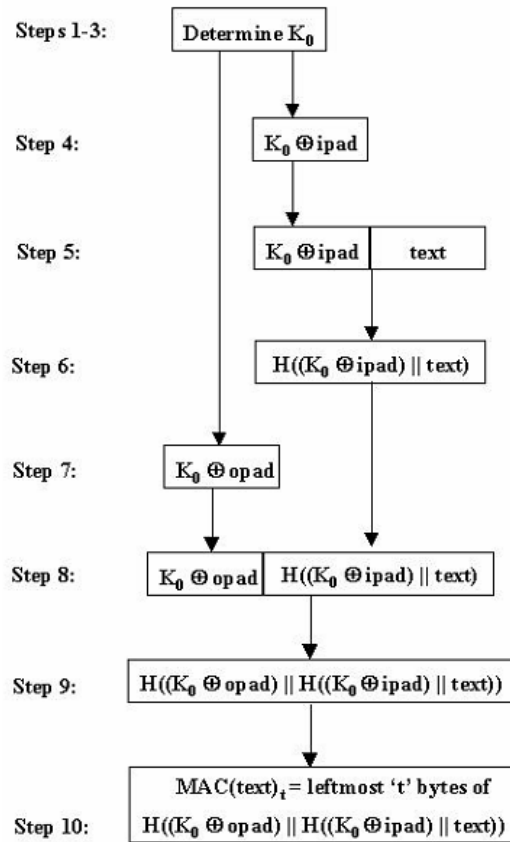 Steps 1-3: Determine K₀
Step 4: K₀ ⊕ ipad
Step 5: K₀ ⊕ ipad text
Step 6: H((K₀ ⊕ ipad) || text)
Step 7: K₀ ⊕ opad
Step 8: K₀ ⊕ opad H((K₀ ⊕ ipad) || text)
Step 9: H((K₀ ⊕ opad) || H((K₀ ⊕ ipad) || text))
MAC(text)ₜ = leftmost ‘t’ bytes of
Step 10: H((K₀ ⊕ opad) || H((K₀ ⊕ ipad) || text))